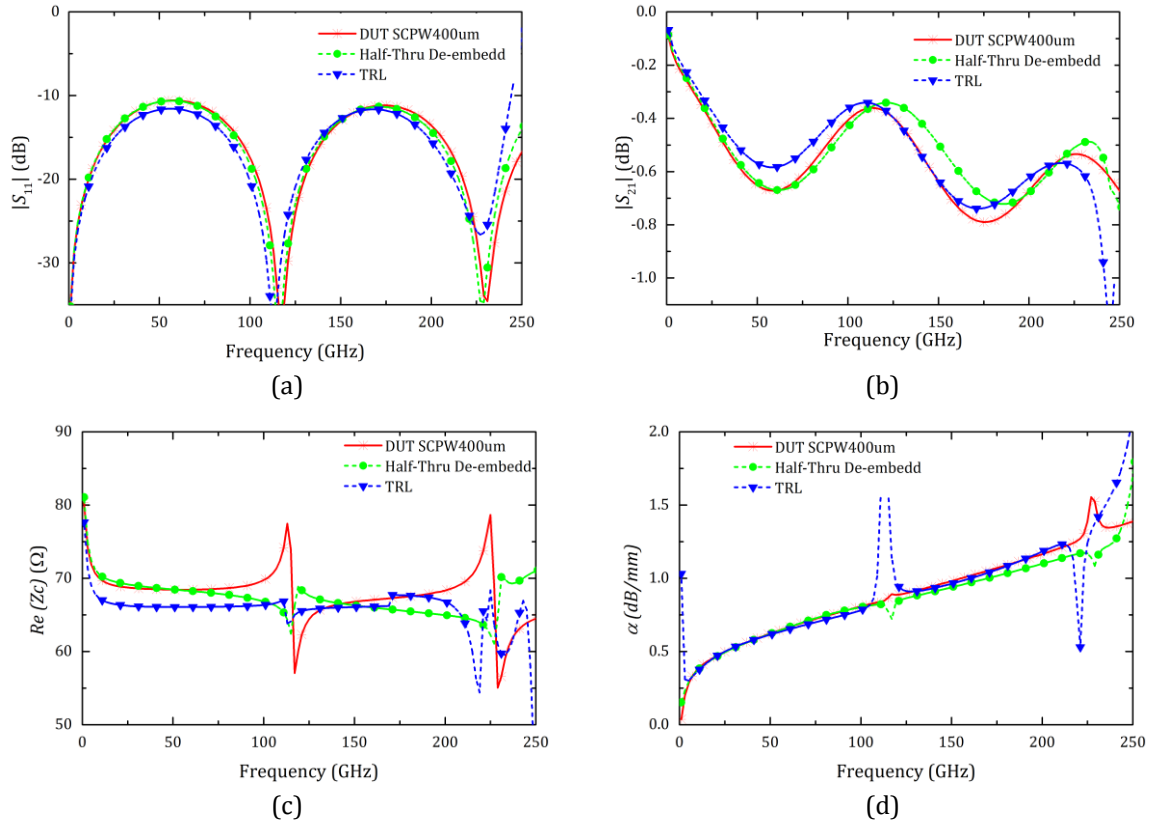 (a)
DUT SCPW400um
Half-Thru De-embedd
TRL
|S11| (dB)
-10
-20
-30
0 50 100 150 200 250
Frequency (GHz)
(b)
DUT SCPW400um
Half-Thru De-embedd
TRL
|S21| (dB)
-0.2
-0.4
-0.6
-0.8
-1.0
0 50 100 150 200 250
Frequency (GHz)
(a)
(b)
DUT SCPW400um
Half-Thru De-embedd
TRL
Re (Zc) (Ω)
90
80
70
60
50
0 50 100 150 200 250
Frequency (GHz)
(c)
DUT SCPW400um
Half-Thru De-embedd
TRL
α (dB/mm)
2.0
1.5
1.0
0.5
0.0
0 50 100 150 200 250
Frequency (GHz)
(d)